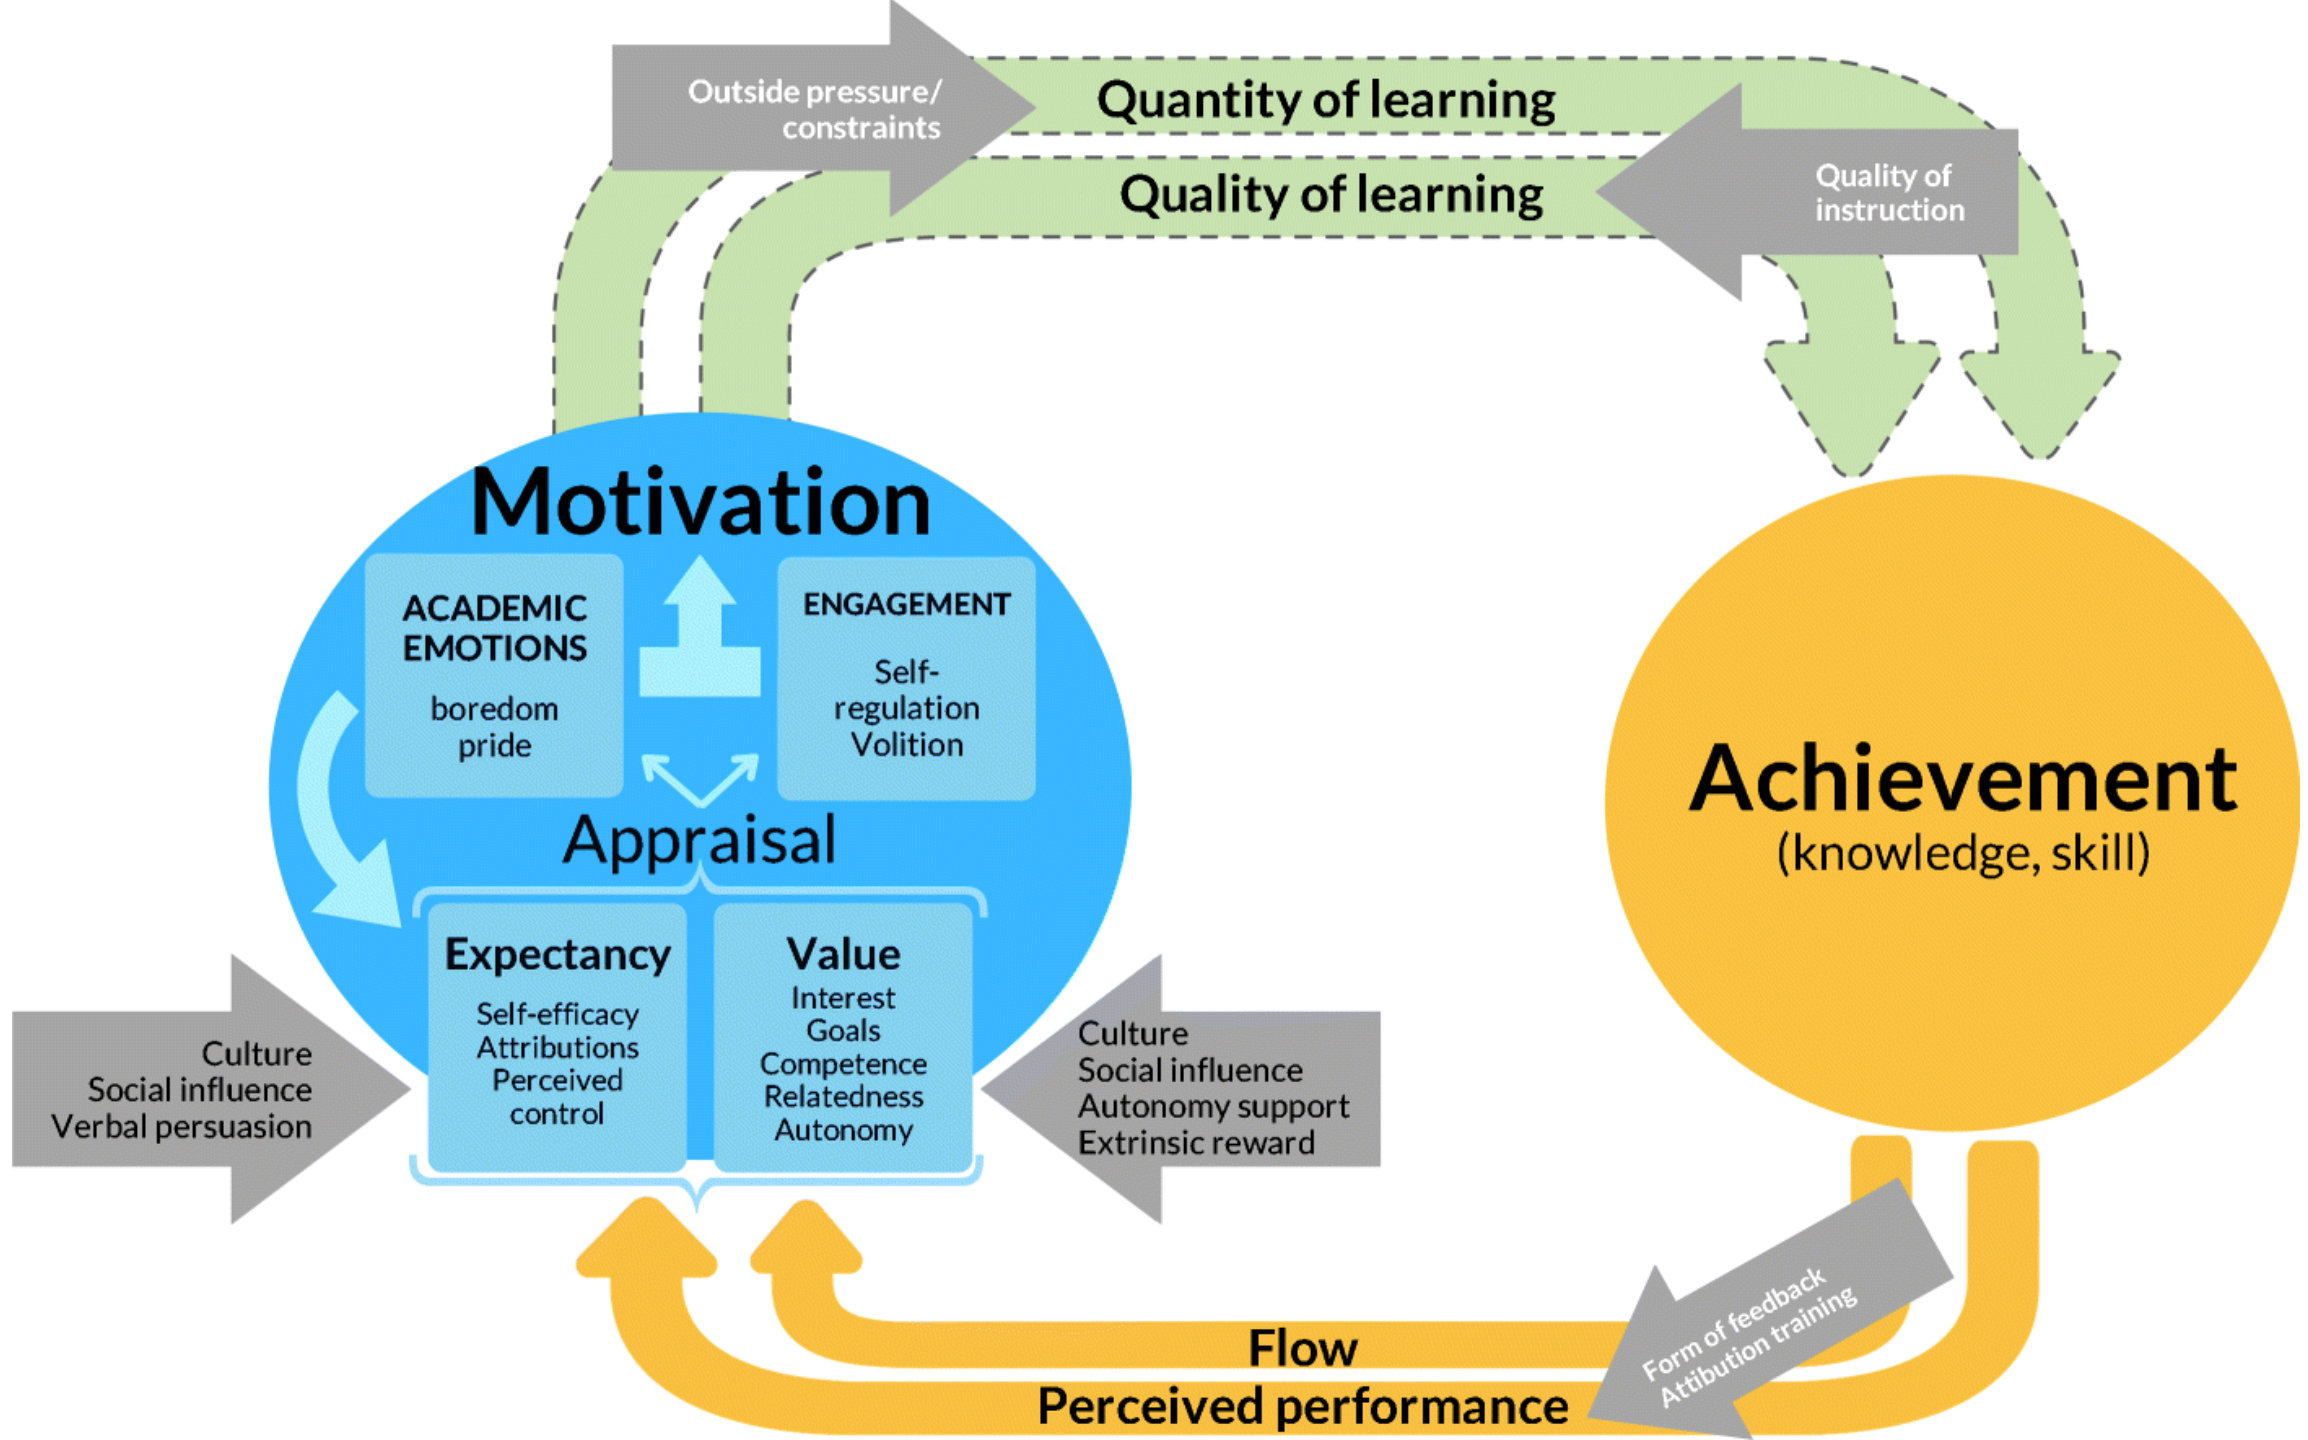 Outside pressure/
constraints
Quantity of learning
Quality of learning
Quality of
instruction
Motivation
ACADEMIC
EMOTIONS
boredom
pride
ENGAGEMENT
Self-
regulation
Volition
Appraisal
Expectancy
Self-efficacy
Attributions
Perceived
control
Value
Interest
Goals
Competence
Relatedness
Autonomy
Culture
Social influence
Verbal persuasion
Culture
Social influence
Autonomy support
Extrinsic reward
Achievement
(knowledge, skill)
Form of feedback
Attibution training
Flow
Perceived performance